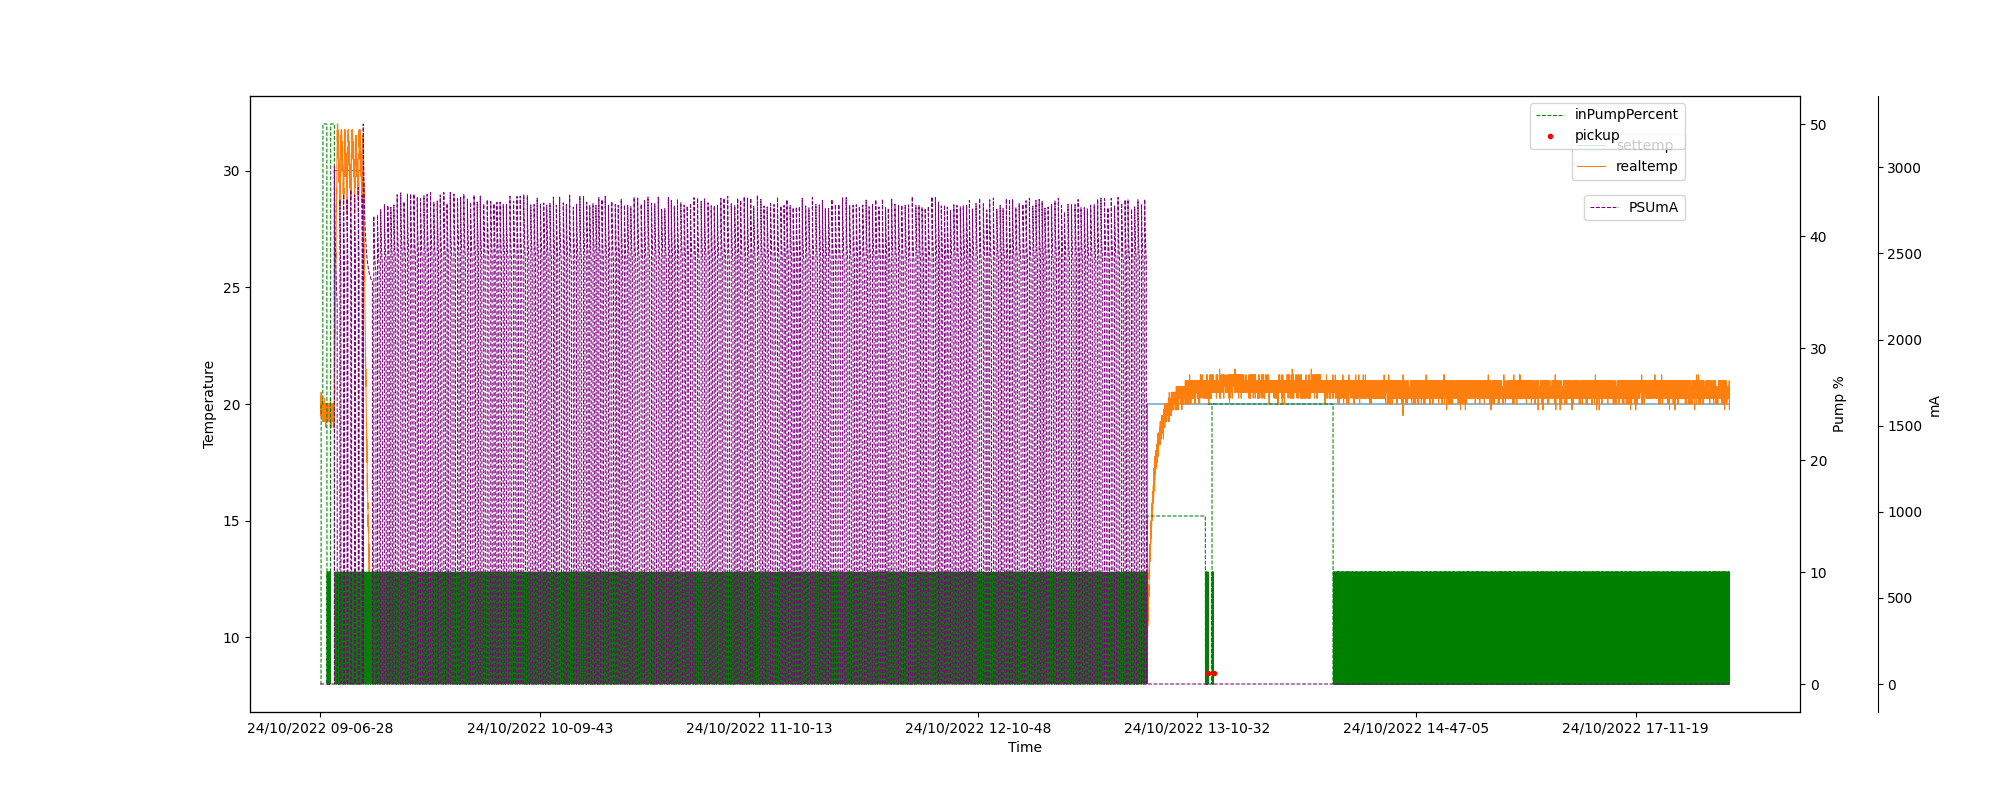 inPumpPercent
pickup
settemp
realtemp
PSUmA
30
25
20
15
10
Temperature
50
40
30
20
10
0
Pump %
3000
2500
2000
1500
1000
500
0
mA
24/10/2022 09-06-28
24/10/2022 10-09-43
24/10/2022 11-10-13
24/10/2022 12-10-48
24/10/2022 13-10-32
24/10/2022 14-47-05
24/10/2022 17-11-19
Time